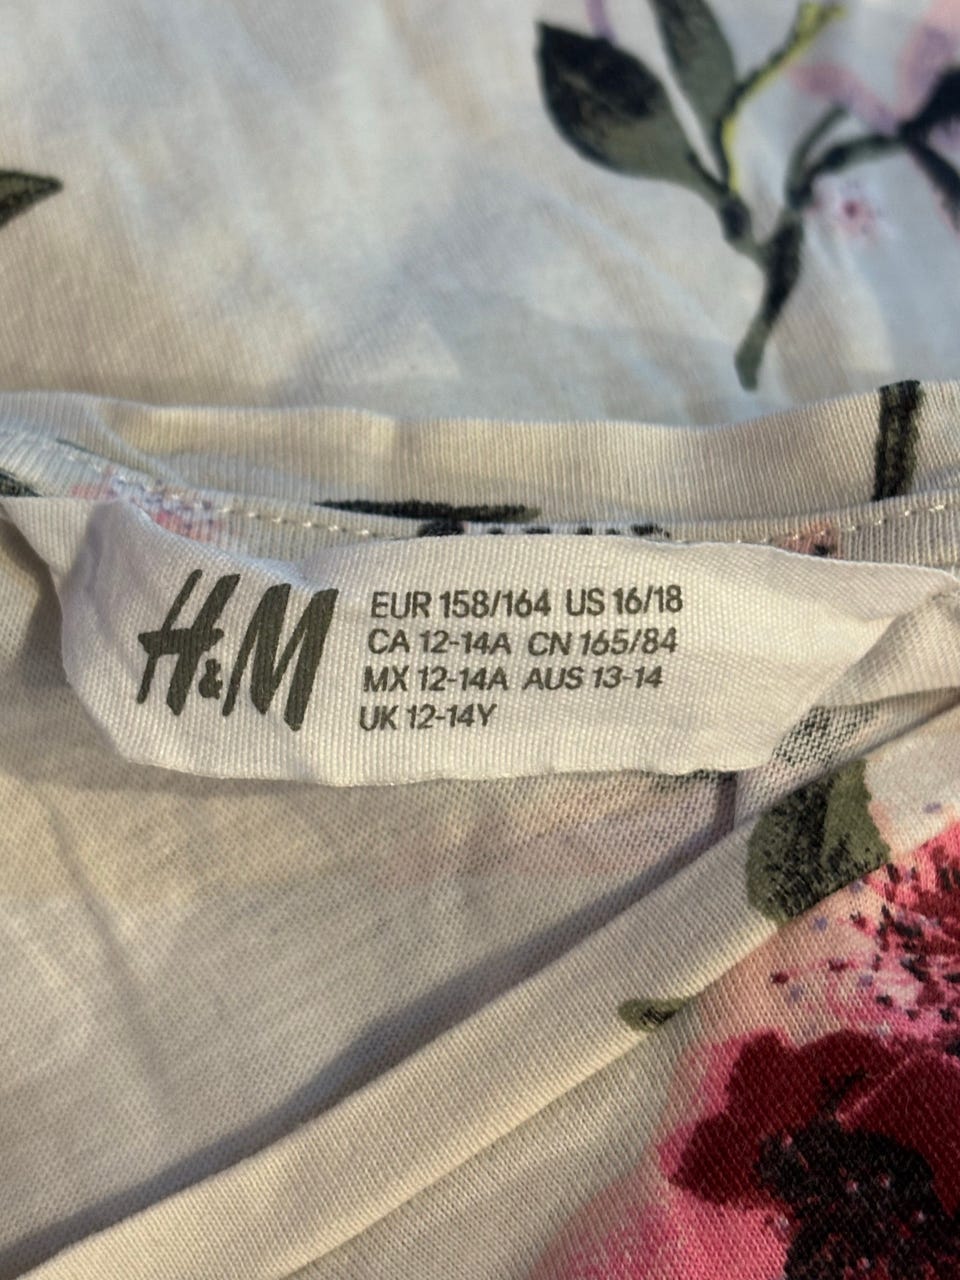 H&M
EUR 158/164 US 16/18
CA 12-14A CN 165/84
MX 12-14A AUS 13-14
UK 12-14Y